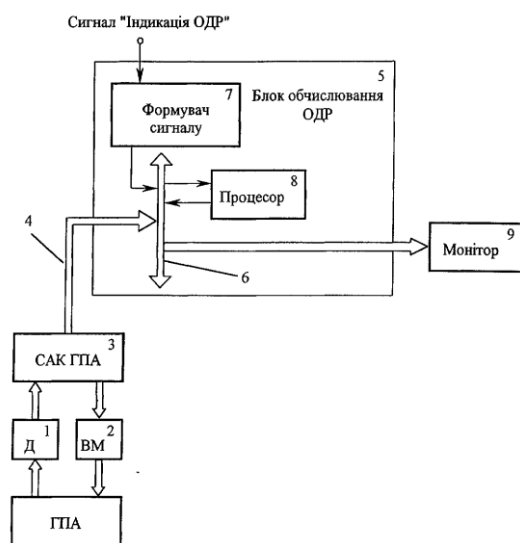 Сигнал "Індикація ОДР"
5
7
Блок обчислювання
ОДР
Формувач
сигналу
8
Процесор
4
9
Монітор
6
3
САК ГПА
1
Д
2
ВМ
ГПА